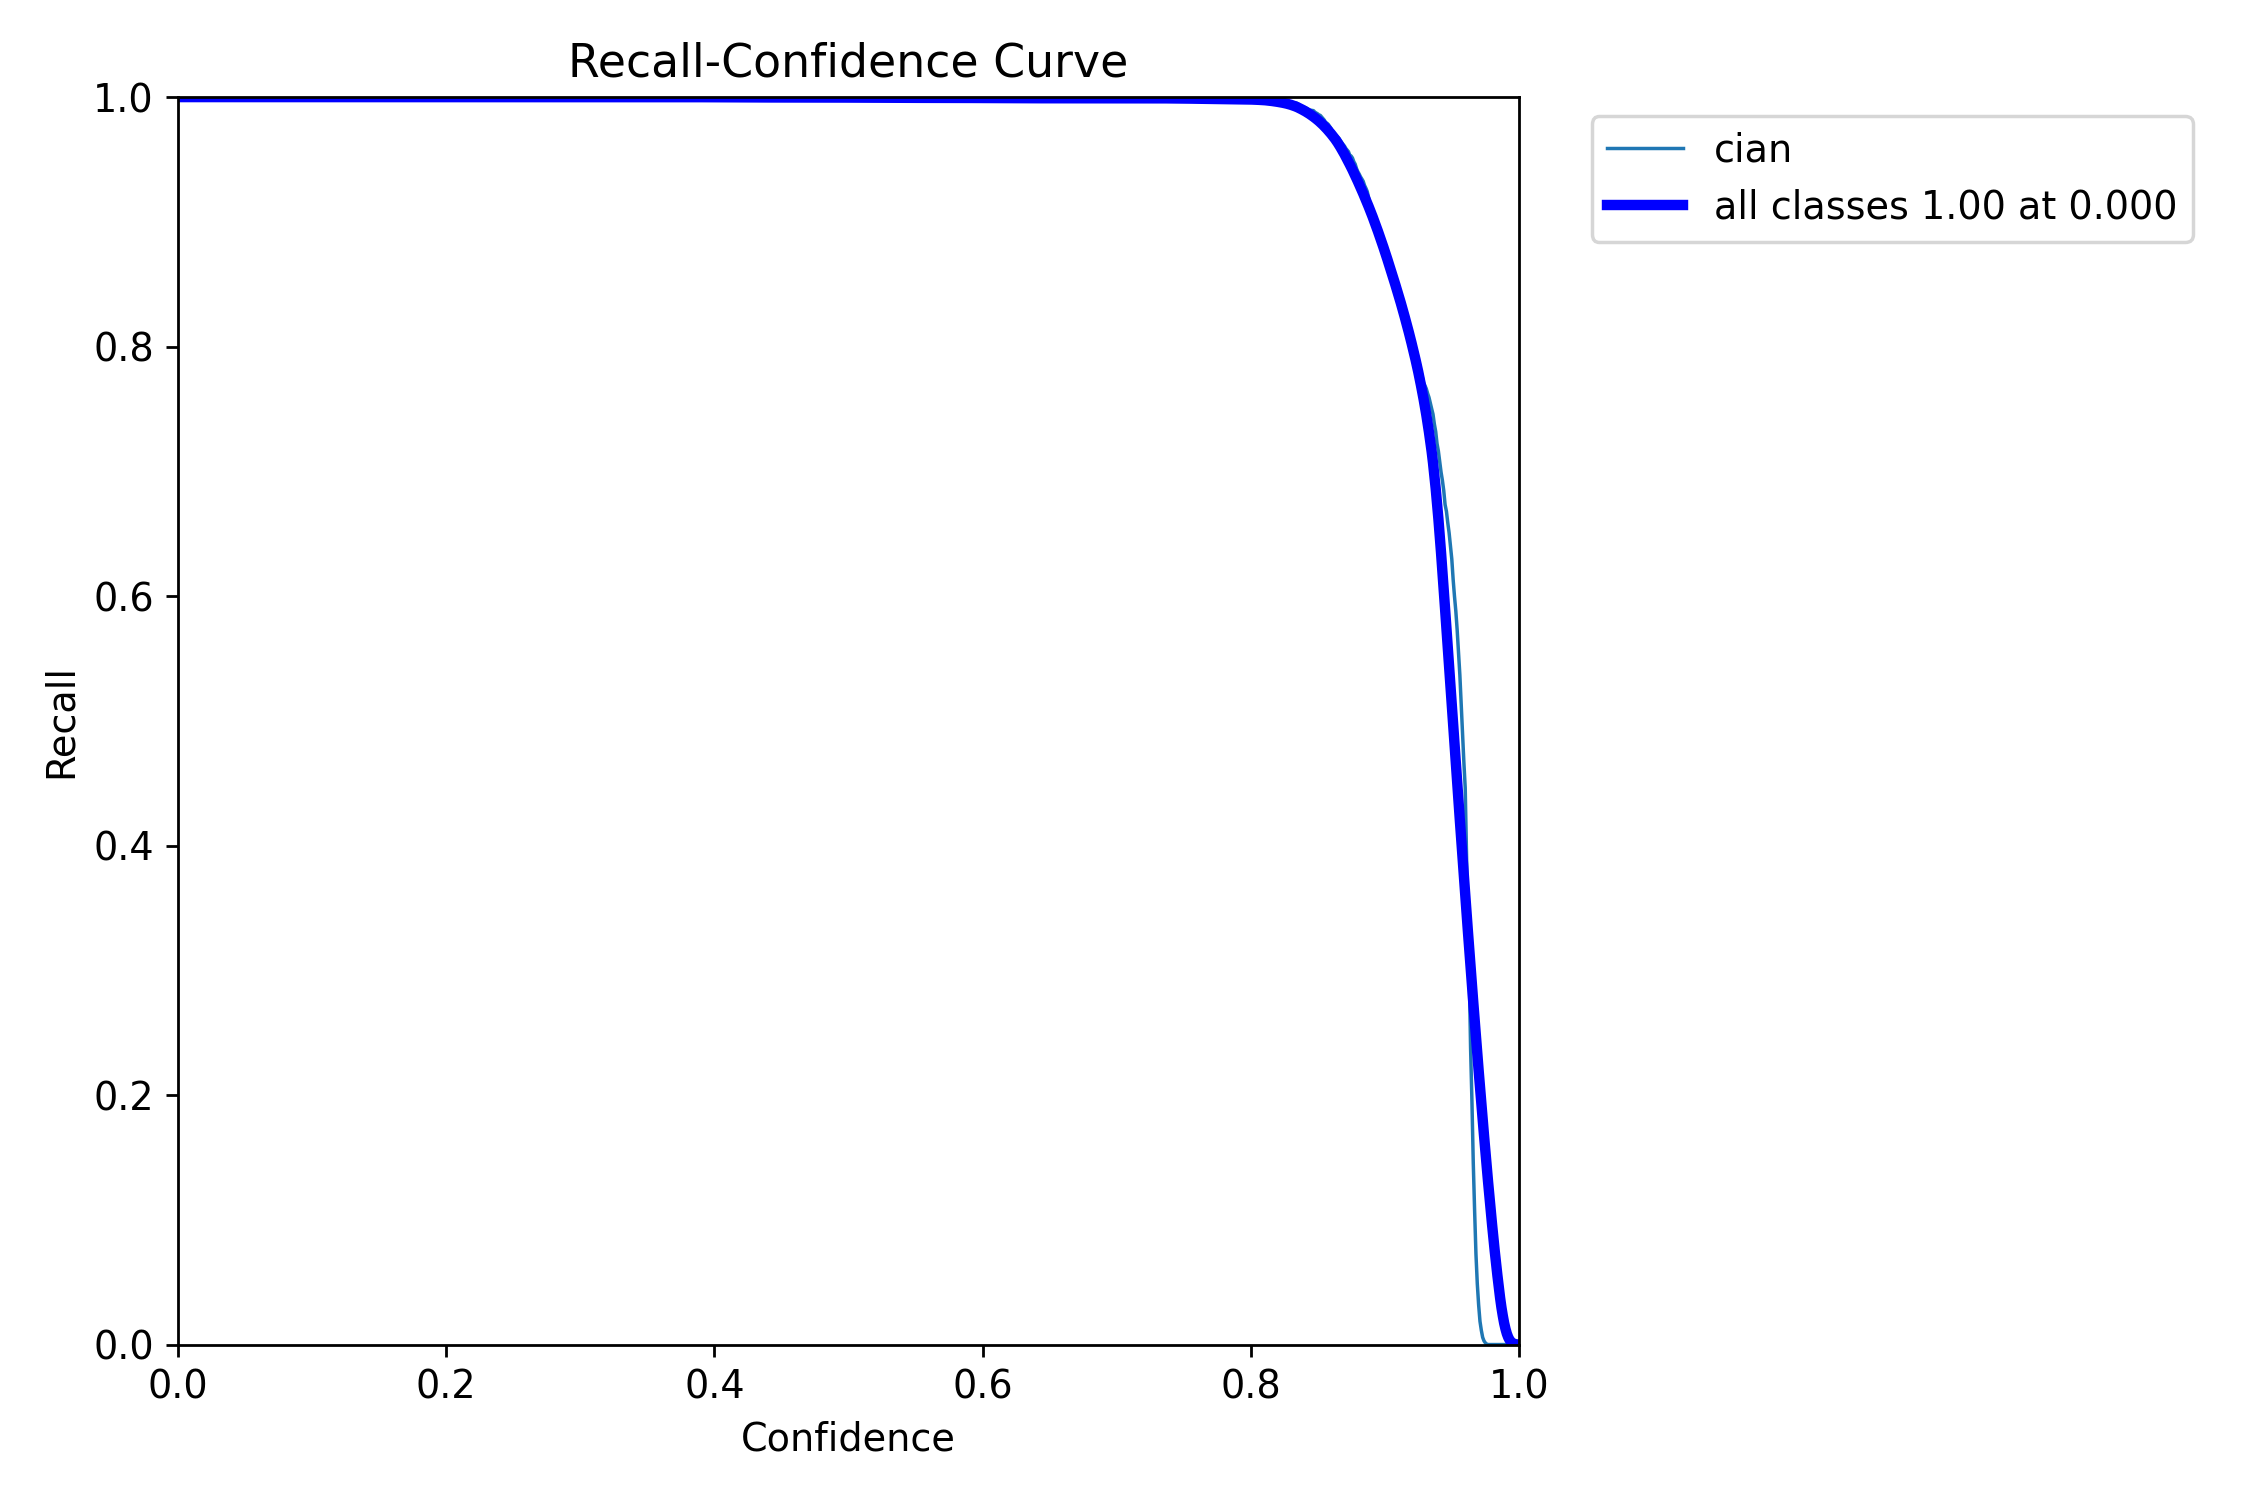 Recall-Confidence Curve
1.0
0.8
0.6
0.4
0.2
0.0
Recall
0.0 0.2 0.4 0.6 0.8 1.0
Confidence
cian
all classes 1.00 at 0.000